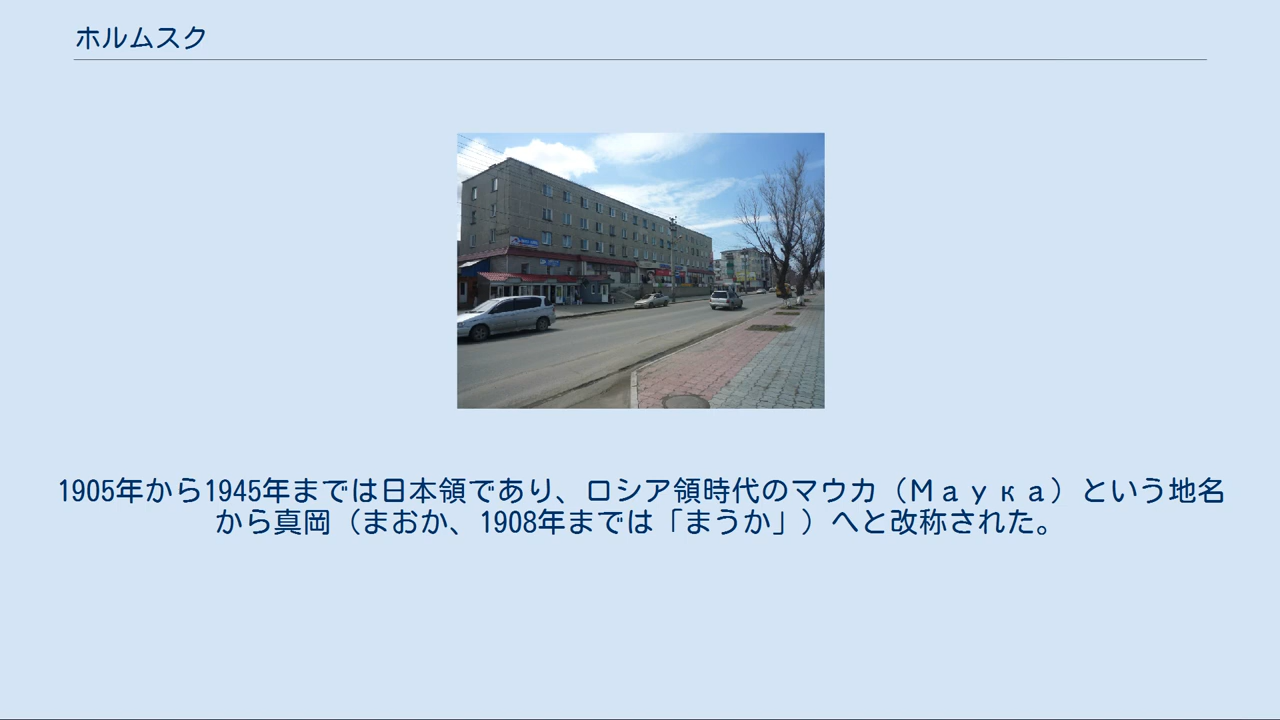 ホルムスク
1905年から1945年までは日本領であり、ロシア領時代のマウカ（Маука）という地名
から真岡（まおか、1908年までは「まうか」）へと改称された。